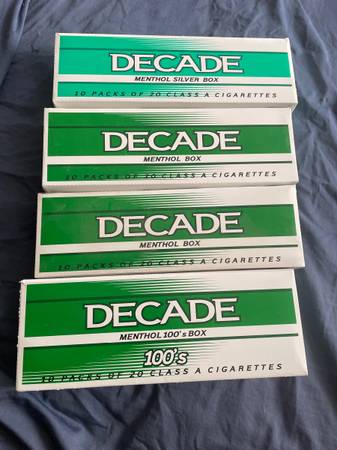 DECADE
MENTHOL SILVER BOX
10 PACKS OF 20 CLASS A CIGARETTES
DECADE
MENTHOL BOX
10 PACKS OF 20 CLASS A CIGARETTES
DECADE
MENTHOL BOX
10 PACKS OF 20 CLASS A CIGARETTES
DECADE
MENTHOL 100's BOX
100's
10 PACKS OF 20 CLASS A CIGARETTES